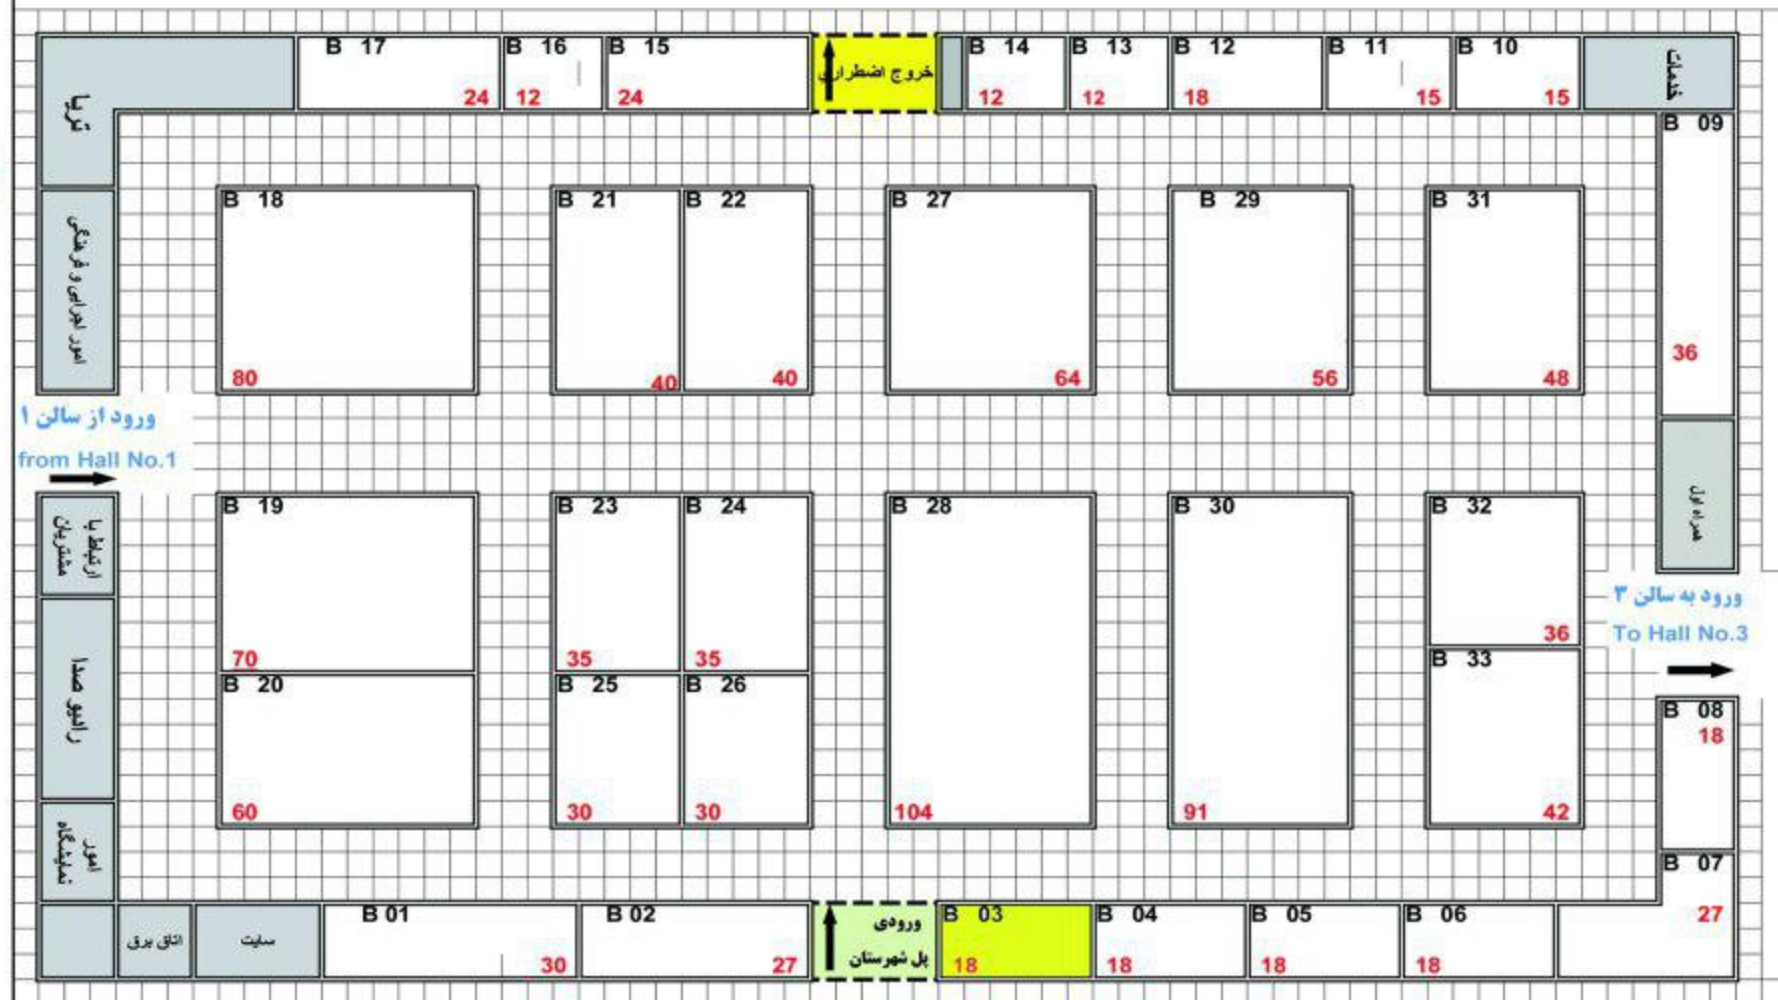 B 17
24
B 16
12
B 15
24
خروج اضطراری
B 14
12
B 13
12
B 12
18
B 11
15
B 10
15
خدمات
تریا
B 09
36
امور اجرایی و فرهنگی
B 18
80
B 21
40
B 22
40
B 27
64
B 29
56
B 31
48
ورود از سالن ۱
from Hall No.1
همراه اول
ارتباط با
مشتریان
B 19
70
B 23
35
B 24
35
B 28
104
B 30
91
B 32
36
ورود به سالن ۳
To Hall No.3
رادیو صدا
B 20
60
B 25
30
B 26
30
B 33
42
B 08
18
امور
نمایشگاه
B 07
27
اتاق برق
سایت
B 01
30
B 02
27
ورودی
پل شهرستان
B 03
18
B 04
18
B 05
18
B 06
18